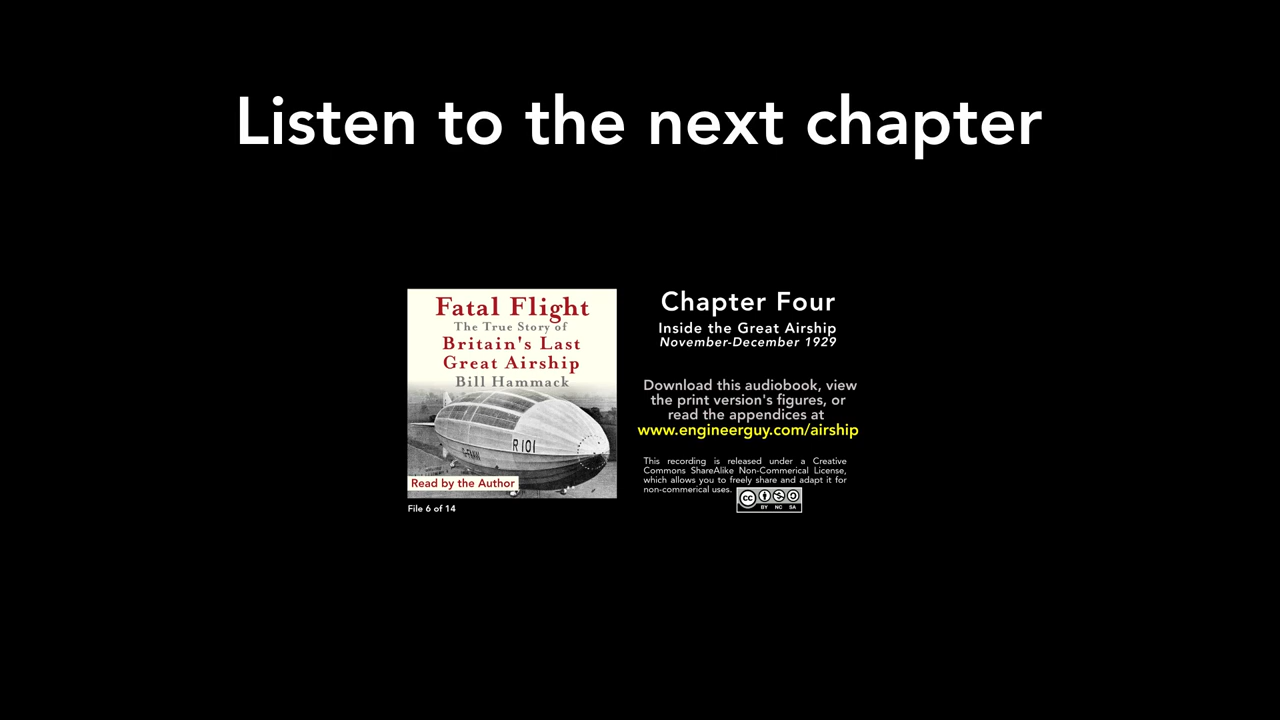 Listen to the next chapter
Fatal Flight
The True Story of
Britain's Last
Great Airship
Bill Hammack
R101
G-FAAW
Read by the Author
File 6 of 14
Chapter Four
Inside the Great Airship
November-December 1929
Download this audiobook, view
the print version's figures, or
read the appendices at
www.engineerguy.com/airship
This recording is released under a Creative
Commons ShareAlike Non-Commerical License,
which allows you to freely share and adapt it for
non-commerical uses.
cc
BY NC SA